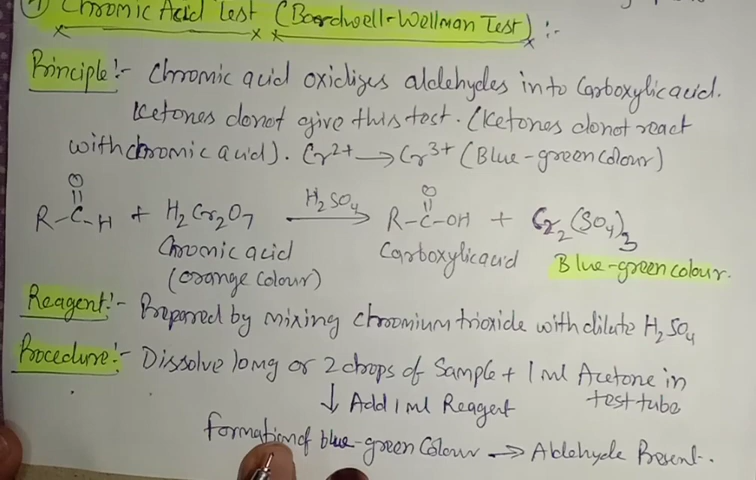 Chromic Acid Test (Bordwell-Wellman Test) :-
Principle:- Chromic acid oxidizes aldehydes into Carboxylic acid.
Ketones donot give this test. (Ketones donot react
with chromic acid). Cr2+ → Cr3+ (Blue-green colour)
O H2SO4 O
R-C-H + H2Cr2O7 → R-C-OH + Cr2(SO4)3
Chromic acid Carboxylic acid Blue-green colour.
(orange colour)
Reagent:- Prepared by mixing chromium trioxide with dilute H2SO4
Procedure:- Dissolve 10mg or 2 drops of Sample + 1 ml Acetone in
test tube
↓ Add 1 ml Reagent
formation of blue-green Colour → Aldehyde Present.